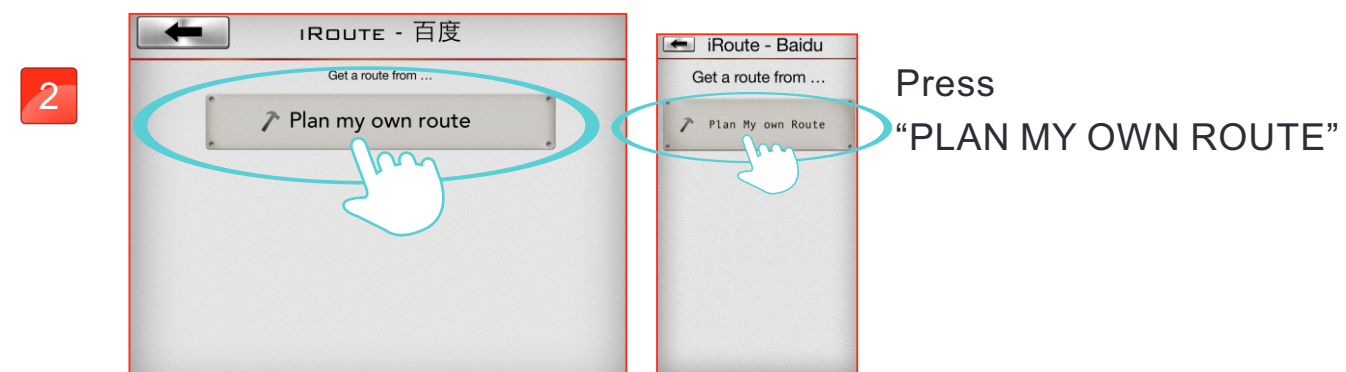 2
iRoute - 百度
Get a route from ...
Plan my own route
iRoute - Baidu
Get a route from ...
Plan My own Route
Press
“PLAN MY OWN ROUTE”